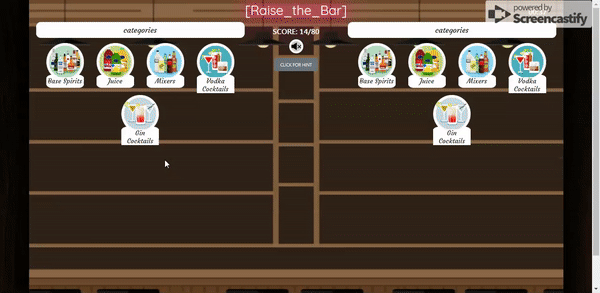 [Raise_the_Bar]
powered by
Screencastify
categories
SCORE: 14/80
categories
CLICK FOR HINT
Base Spirits
Juice
Mixers
Vodka
Cocktails
Base Spirits
Juice
Mixers
Vodka
Cocktails
Gin
Cocktails
Gin
Cocktails